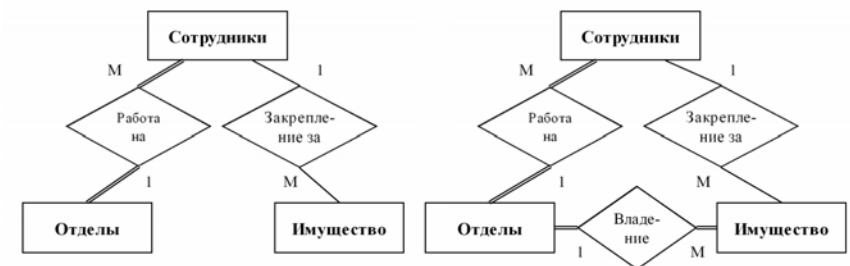 Сотрудники
М
1
Работа
на
Закрепле-
ние за
1
М
Отделы
Имущество
Сотрудники
М
1
Работа
на
Закрепле-
ние за
1
М
Отделы
Владе-
ние
Имущество
1
М